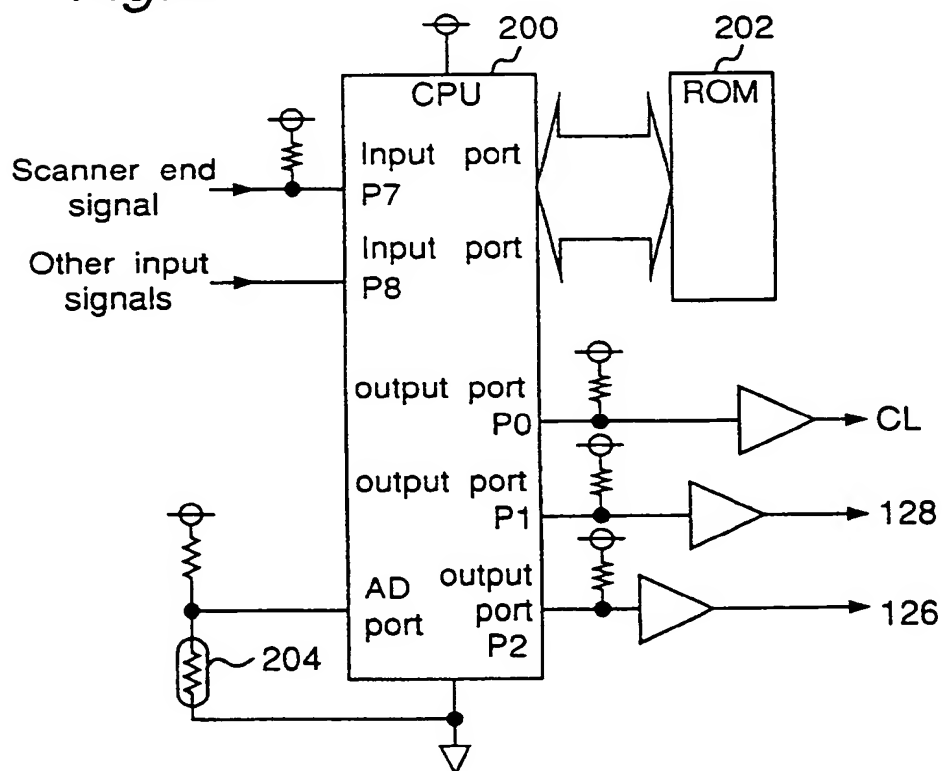 Fig.
200
202
CPU
ROM
Input port
P7
Scanner end
signal
Input port
P8
Other input
signals
output port
P0
CL
output port
P1
128
AD
port
output
port
P2
126
204